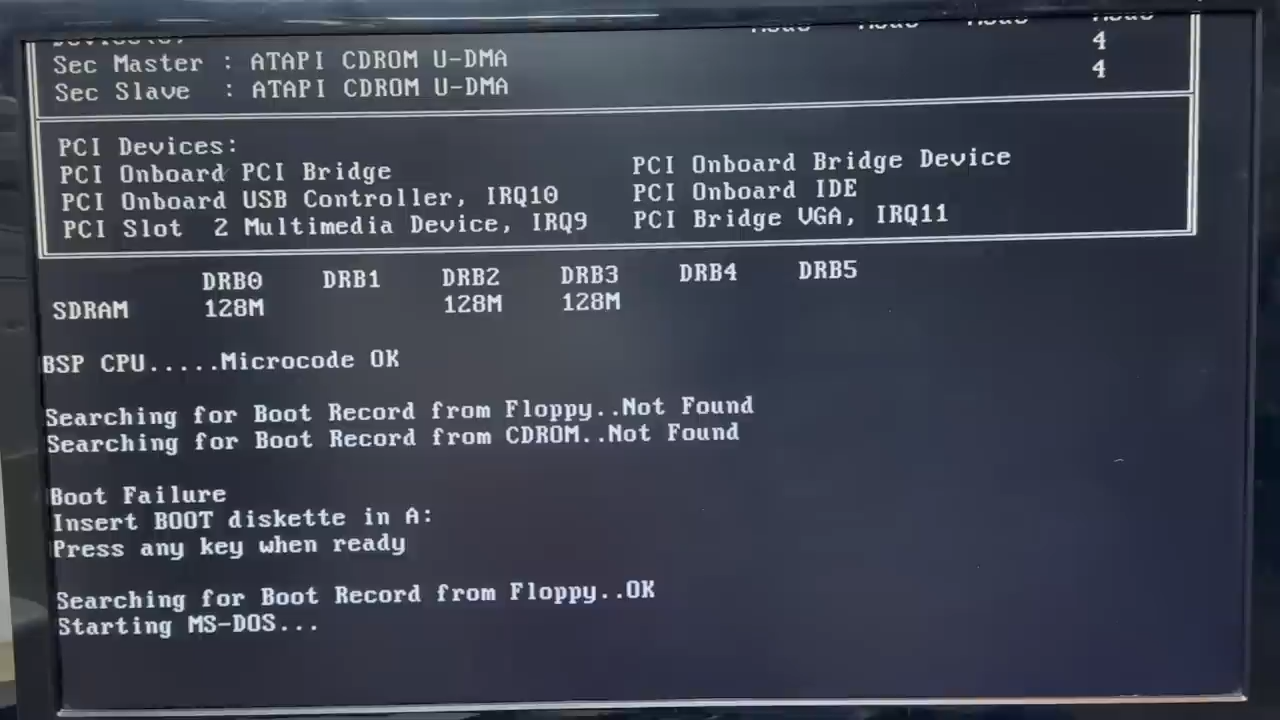 4
Sec Master : ATAPI CDROM U-DMA 4
Sec Slave : ATAPI CDROM U-DMA
PCI Devices:
PCI Onboard PCI Bridge PCI Onboard Bridge Device
PCI Onboard USB Controller, IRQ10 PCI Onboard IDE
PCI Slot 2 Multimedia Device, IRQ9 PCI Bridge VGA, IRQ11
DRB0 DRB1 DRB2 DRB3 DRB4 DRB5
SDRAM 128M 128M 128M
BSP CPU.....Microcode OK
Searching for Boot Record from Floppy..Not Found
Searching for Boot Record from CDROM..Not Found
Boot Failure
Insert BOOT diskette in A:
Press any key when ready
Searching for Boot Record from Floppy..OK
Starting MS-DOS...